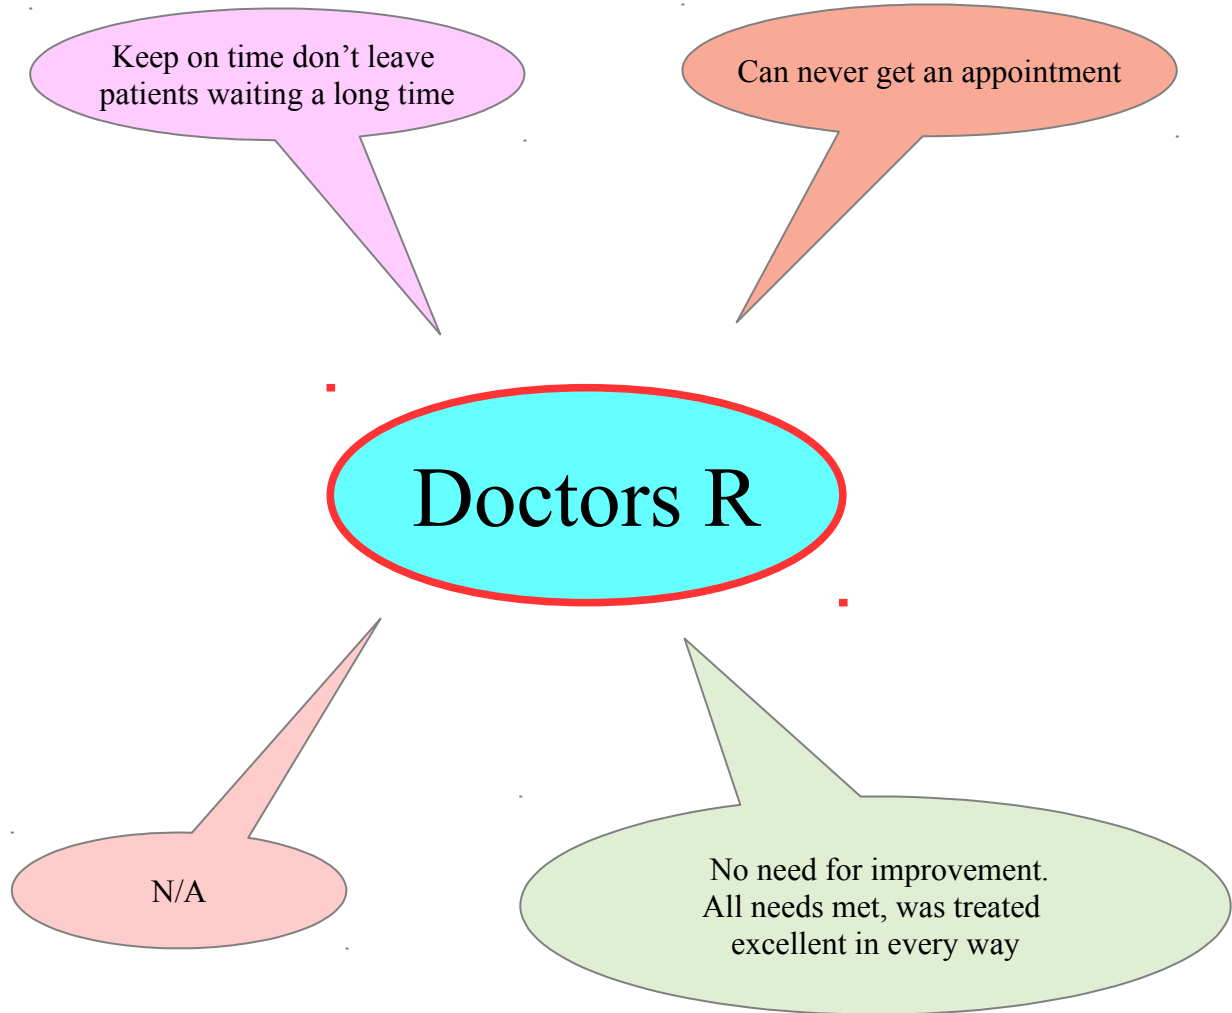 Keep on time don’t leave
patients waiting a long time
Can never get an appointment
Doctors R
N/A
No need for improvement.
All needs met, was treated
excellent in every way